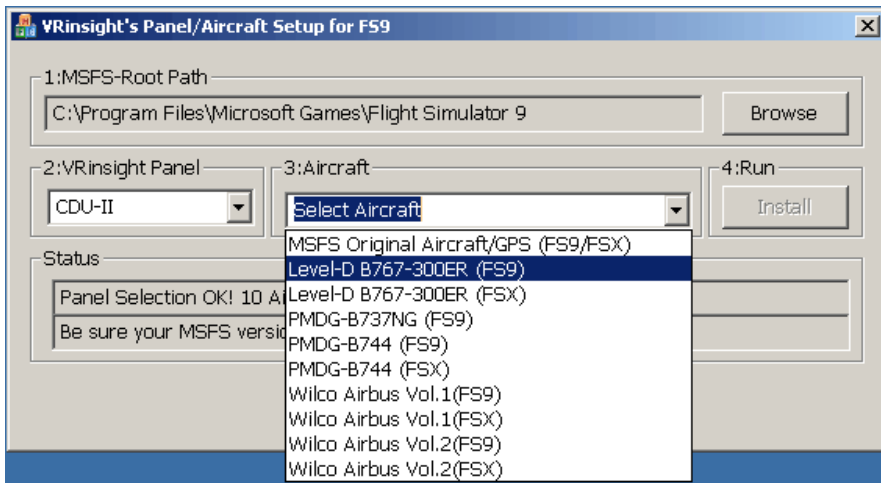 VRinsight's Panel/Aircraft Setup for FS9
1:MSFS-Root Path
C:\Program Files\Microsoft Games\Flight Simulator 9
Browse
2:VRinsight Panel
3:Aircraft
4:Run
CDU-II
Select Aircraft
Install
MSFS Original Aircraft/GPS (FS9/FSX)
Level-D B767-300ER (FS9)
Level-D B767-300ER (FSX)
PMDG-B737NG (FS9)
PMDG-B744 (FS9)
PMDG-B744 (FSX)
Wilco Airbus Vol.1(FS9)
Wilco Airbus Vol.1(FSX)
Wilco Airbus Vol.2(FS9)
Wilco Airbus Vol.2(FSX)
Status
Panel Selection OK! 10 Ai
Be sure your MSFS versi